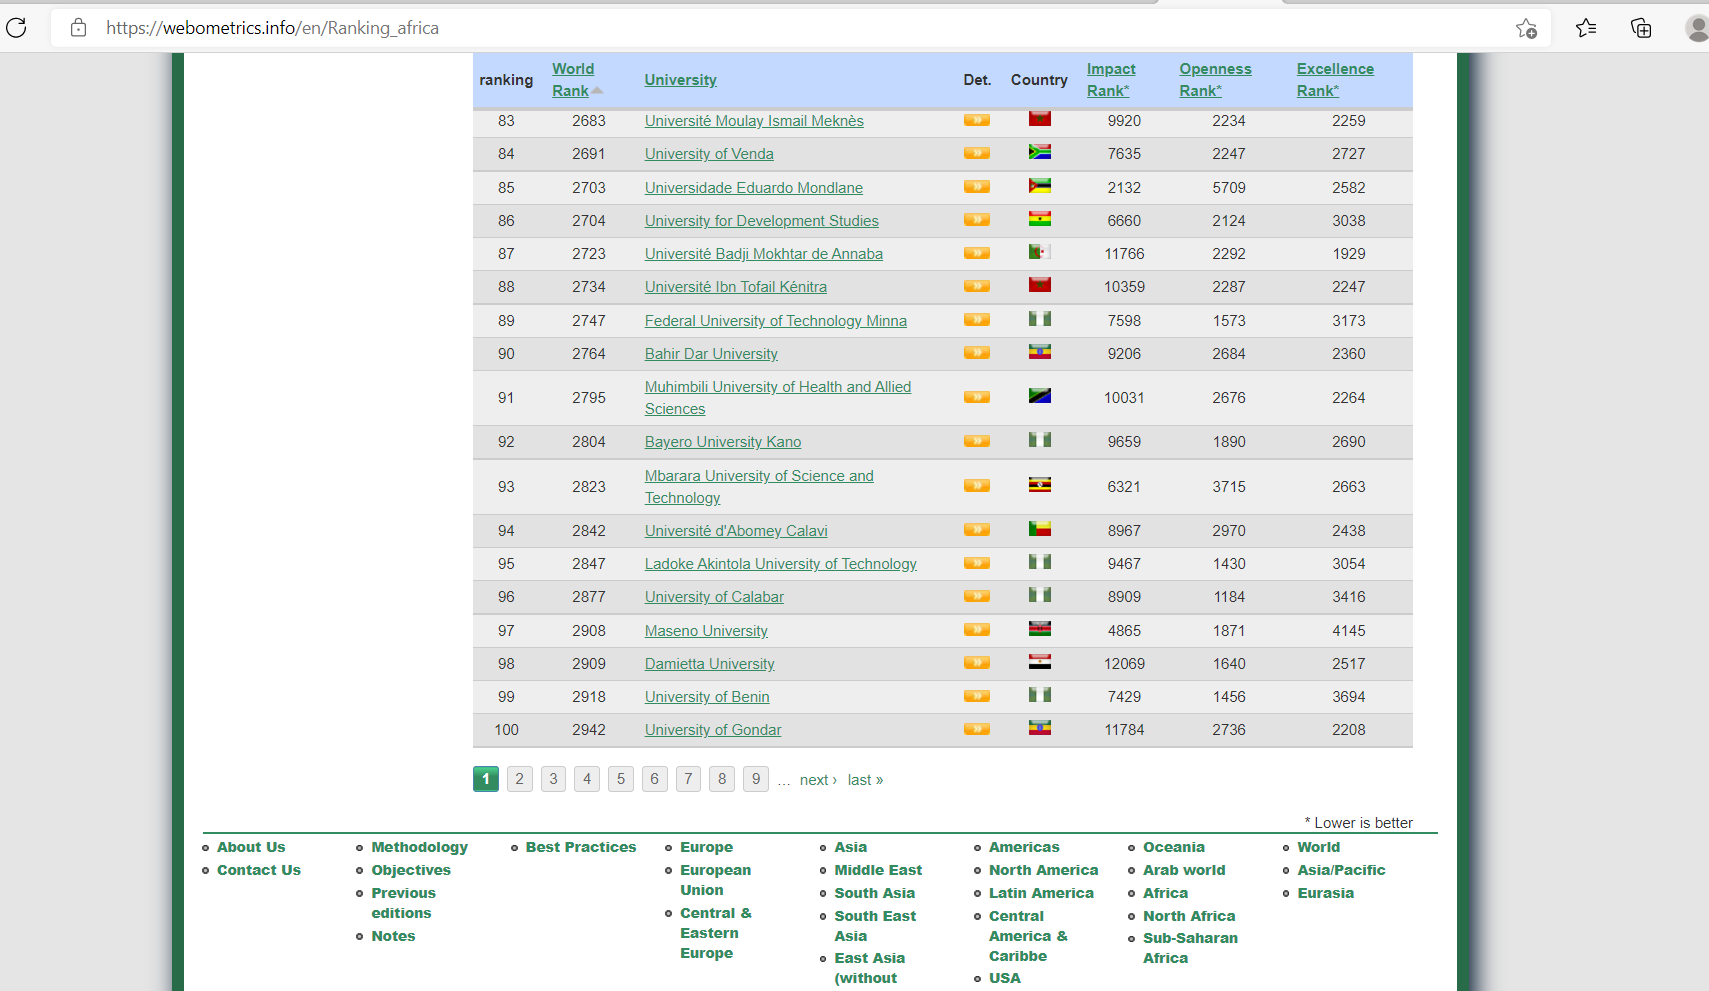 https://webometrics.info/en/Ranking_africa
ranking World Rank University Det. Country Impact Rank* Openness Rank* Excellence Rank*
83 2683 Université Moulay Ismail Meknès 9920 2234 2259
84 2691 University of Venda 7635 2247 2727
85 2703 Universidade Eduardo Mondlane 2132 5709 2582
86 2704 University for Development Studies 6660 2124 3038
87 2723 Université Badji Mokhtar de Annaba 11766 2292 1929
88 2734 Université Ibn Tofail Kénitra 10359 2287 2247
89 2747 Federal University of Technology Minna 7598 1573 3173
90 2764 Bahir Dar University 9206 2684 2360
91 2795 Muhimbili University of Health and Allied Sciences 10031 2676 2264
92 2804 Bayero University Kano 9659 1890 2690
93 2823 Mbarara University of Science and Technology 6321 3715 2663
94 2842 Université d'Abomey Calavi 8967 2970 2438
95 2847 Ladoke Akintola University of Technology 9467 1430 3054
96 2877 University of Calabar 8909 1184 3416
97 2908 Maseno University 4865 1871 4145
98 2909 Damietta University 12069 1640 2517
99 2918 University of Benin 7429 1456 3694
100 2942 University of Gondar 11784 2736 2208
1 2 3 4 5 6 7 8 9 … next › last »
* Lower is better
About Us
Contact Us
Methodology
Objectives
Previous
editions
Notes
Best Practices
Europe
European
Union
Central &
Eastern
Europe
Asia
Middle East
South Asia
South East
Asia
East Asia
(without
Americas
North America
Latin America
Central
America &
Caribbe
USA
Oceania
Arab world
Africa
North Africa
Sub-Saharan
Africa
World
Asia/Pacific
Eurasia